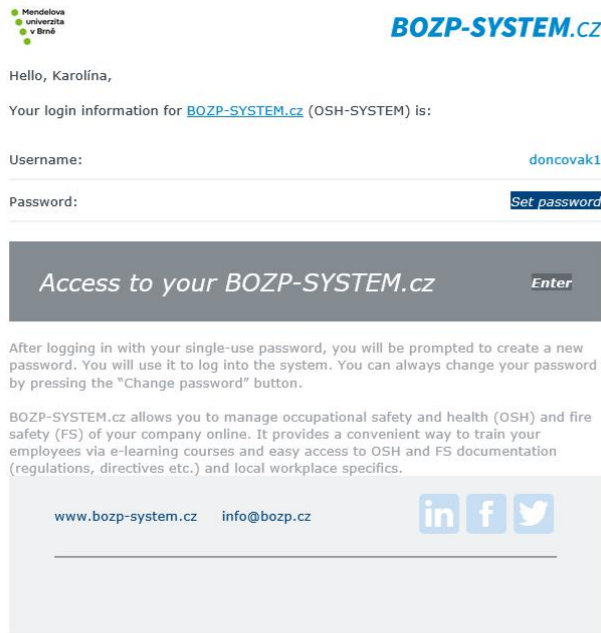 Mendelova
univerzita
v Brně
BOZP-SYSTEM.CZ
Hello, Karolína,
Your login information for BOZP-SYSTEM.cz (OSH-SYSTEM) is:
Username: doncovak1
Password: Set password
Access to your BOZP-SYSTEM.cz Enter
After logging in with your single-use password, you will be prompted to create a new
password. You will use it to log into the system. You can always change your password
by pressing the “Change password” button.
BOZP-SYSTEM.cz allows you to manage occupational safety and health (OSH) and fire
safety (FS) of your company online. It provides a convenient way to train your
employees via e-learning courses and easy access to OSH and FS documentation
(regulations, directives etc.) and local workplace specifics.
www.bozp-system.cz info@bozp.cz
in f